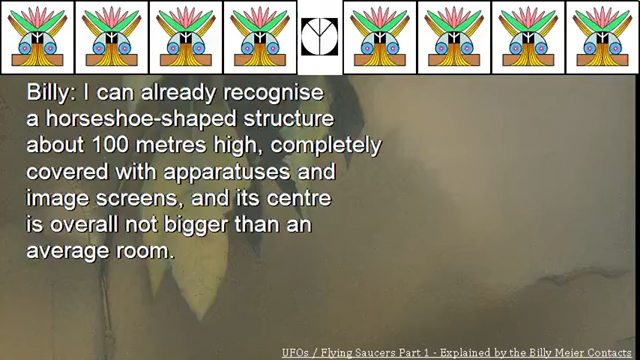 Billy: I can already recognise
a horseshoe-shaped structure
about 100 metres high, completely
covered with apparatuses and
image screens, and its centre
is overall not bigger than an
average room.
UFOs / Flying Saucers Part 1 - Explained by the Billy Meier Contacts